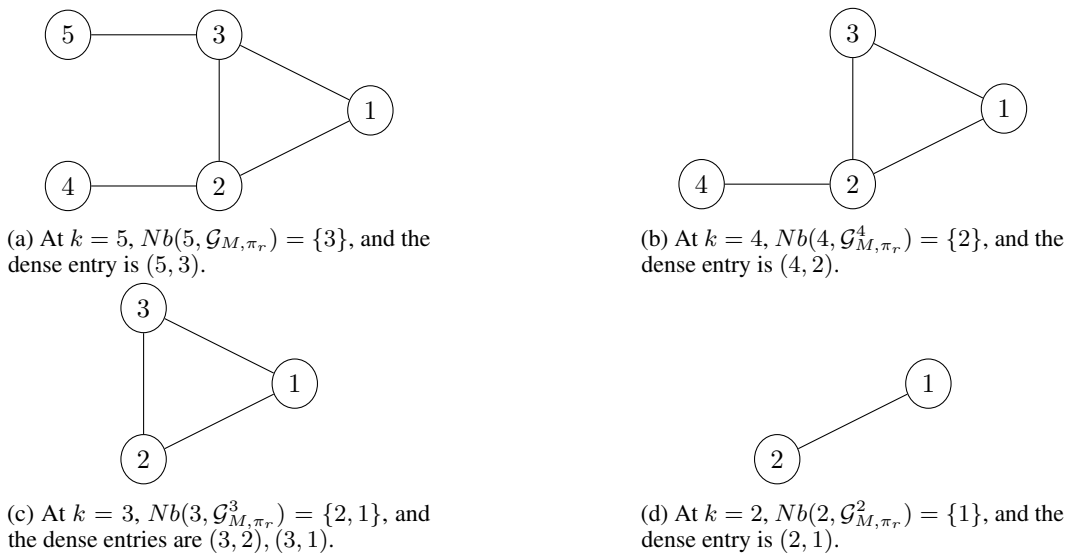 5
3
1
4
2
(a) At k = 5, Nb(5, 𝒢_{M,π_r}) = {3}, and the
dense entry is (5, 3).
3
1
4
2
(b) At k = 4, Nb(4, 𝒢^4_{M,π_r}) = {2}, and the
dense entry is (4, 2).
3
1
2
(c) At k = 3, Nb(3, 𝒢^3_{M,π_r}) = {2, 1}, and
the dense entries are (3, 2), (3, 1).
1
2
(d) At k = 2, Nb(2, 𝒢^2_{M,π_r}) = {1}, and the
dense entry is (2, 1).